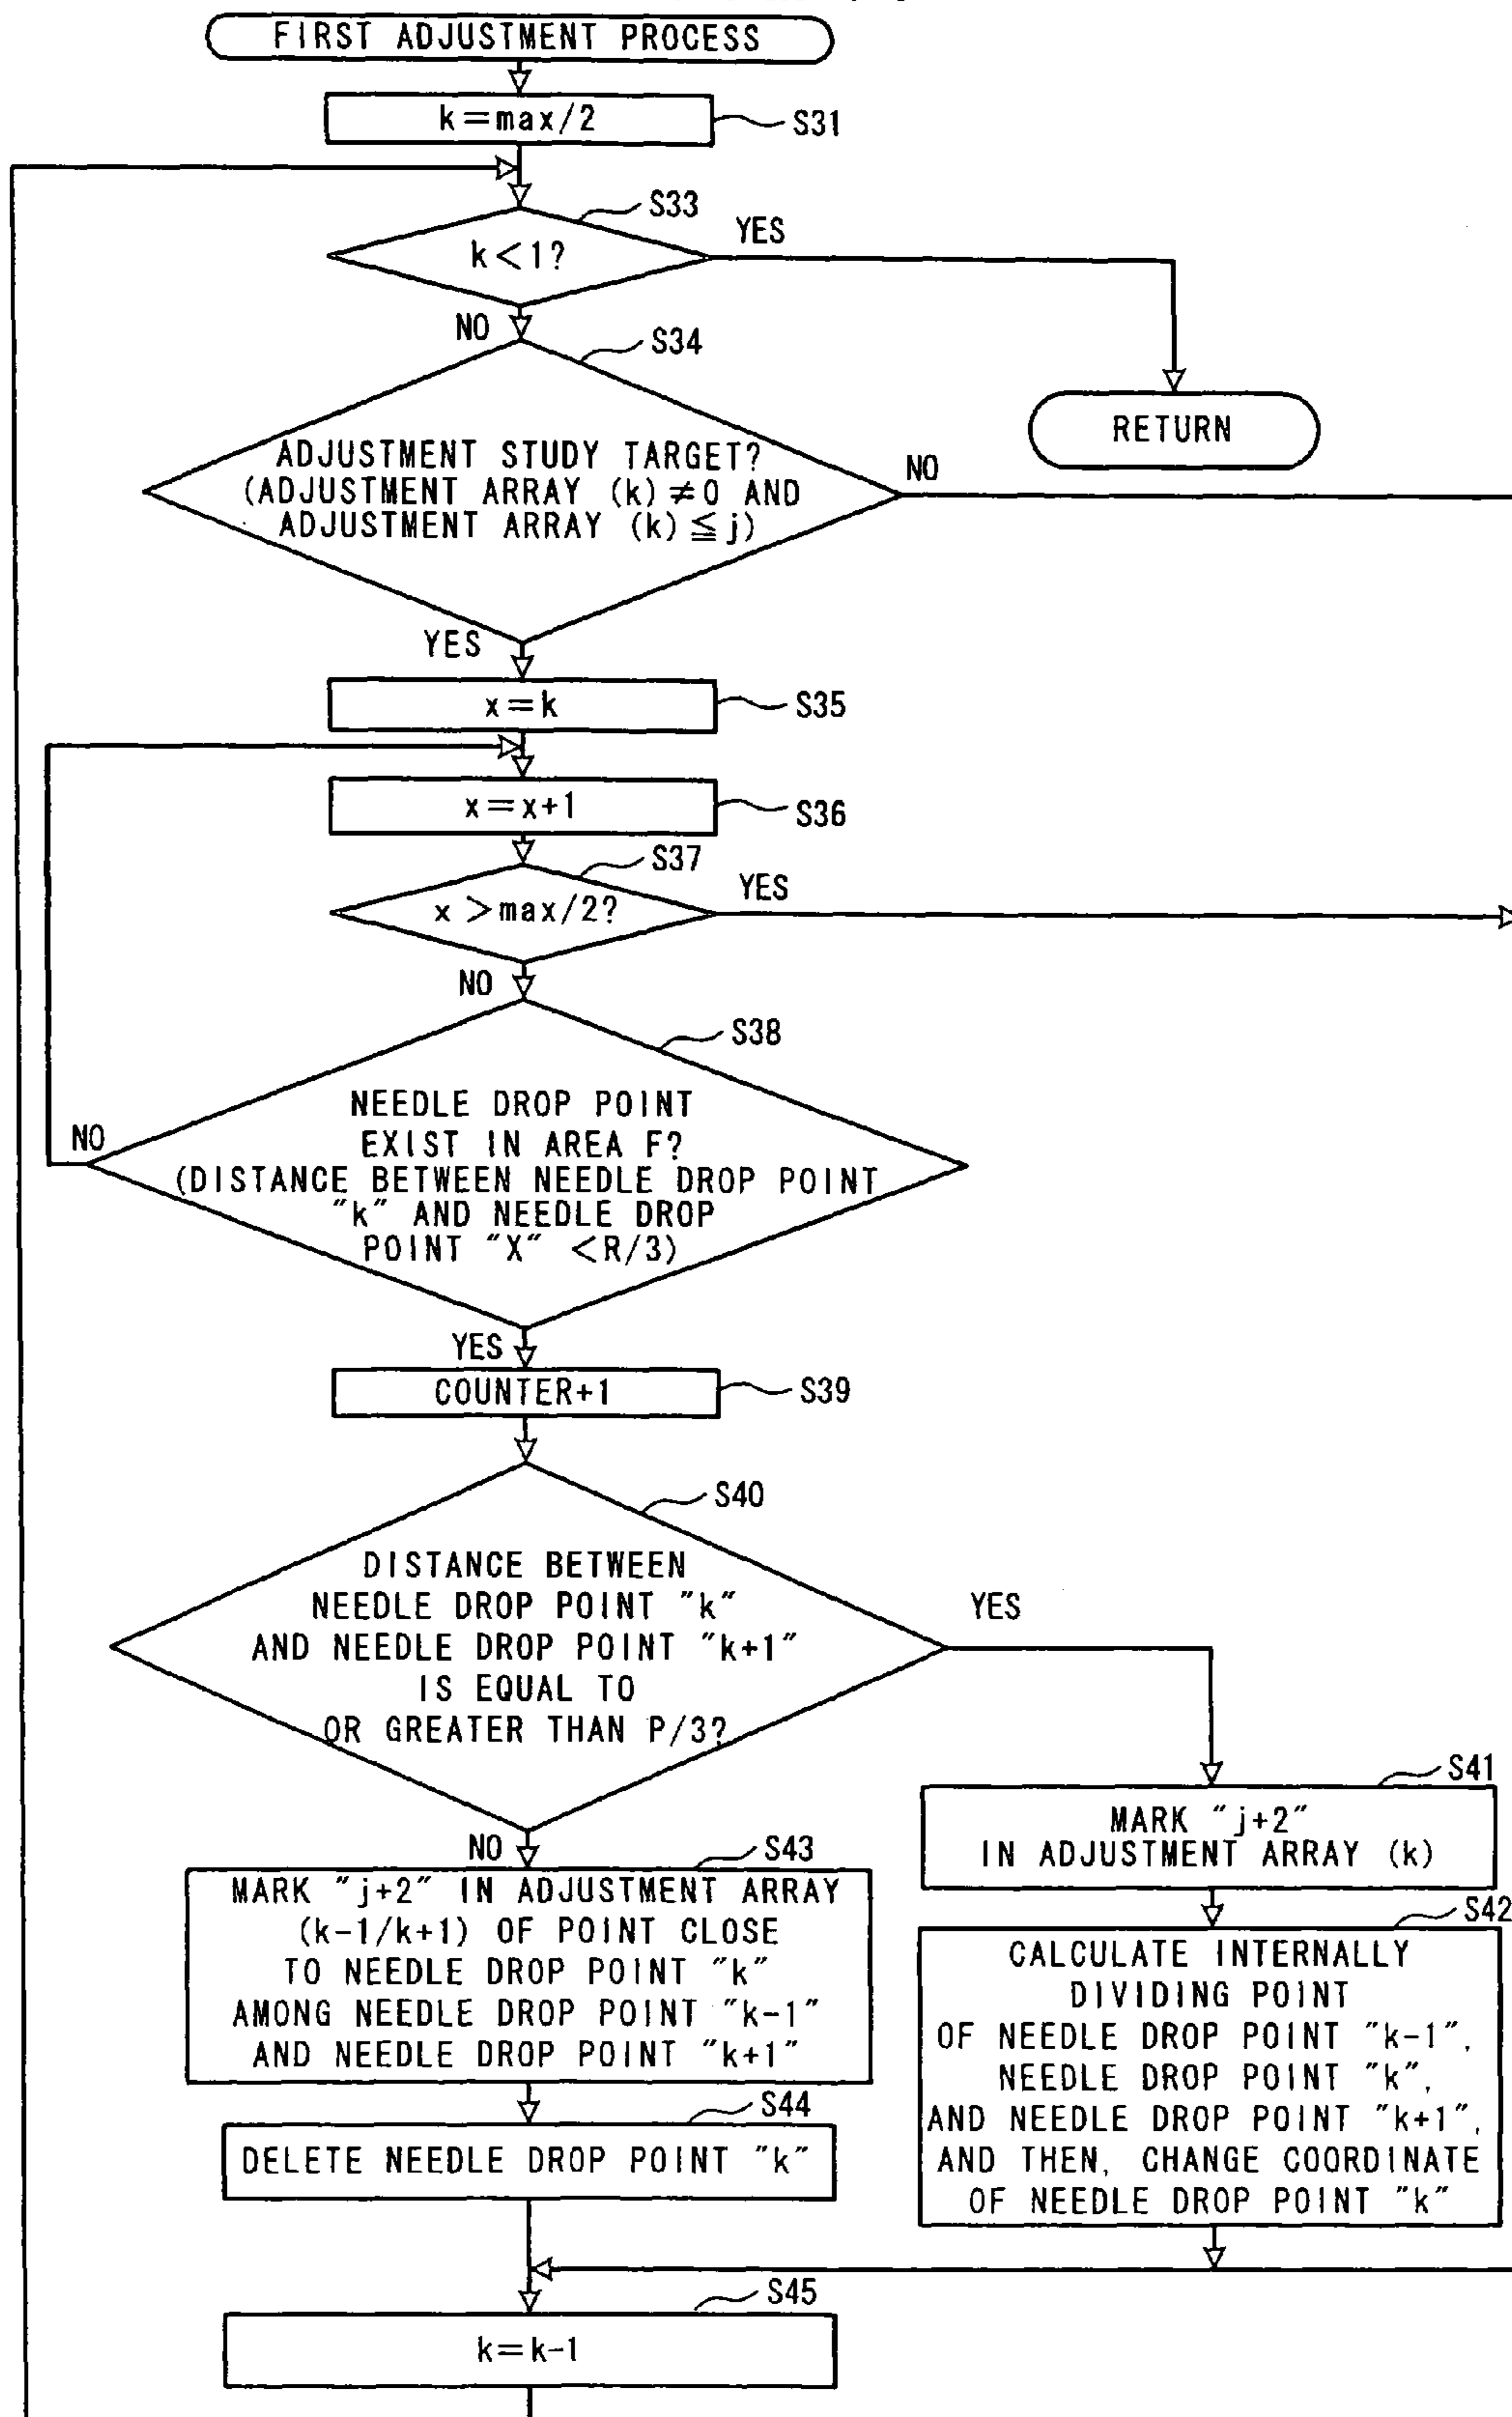 FIRST ADJUSTMENT PROCESS
k=max/2
S31
S33
k<1?
YES
NO
S34
RETURN
ADJUSTMENT STUDY TARGET?
(ADJUSTMENT ARRAY (k)≠0 AND
ADJUSTMENT ARRAY (k)≦j)
NO
YES
x=k
S35
x=x+1
S36
S37
x>max/2?
YES
NO
S38
NEEDLE DROP POINT
EXIST IN AREA F?
(DISTANCE BETWEEN NEEDLE DROP POINT
"k" AND NEEDLE DROP
POINT "X" <R/3)
NO
YES
COUNTER+1
S39
S40
DISTANCE BETWEEN
NEEDLE DROP POINT "k"
AND NEEDLE DROP POINT "k+1"
IS EQUAL TO
OR GREATER THAN P/3?
YES
S41
MARK "j+2"
IN ADJUSTMENT ARRAY (k)
NO
S43
MARK "j+2" IN ADJUSTMENT ARRAY
(k-1/k+1) OF POINT CLOSE
TO NEEDLE DROP POINT "k"
AMONG NEEDLE DROP POINT "k-1"
AND NEEDLE DROP POINT "k+1"
S42
CALCULATE INTERNALLY
DIVIDING POINT
OF NEEDLE DROP POINT "k-1",
NEEDLE DROP POINT "k",
AND NEEDLE DROP POINT "k+1",
AND THEN, CHANGE COORDINATE
OF NEEDLE DROP POINT "k"
S44
DELETE NEEDLE DROP POINT "k"
S45
k=k-1